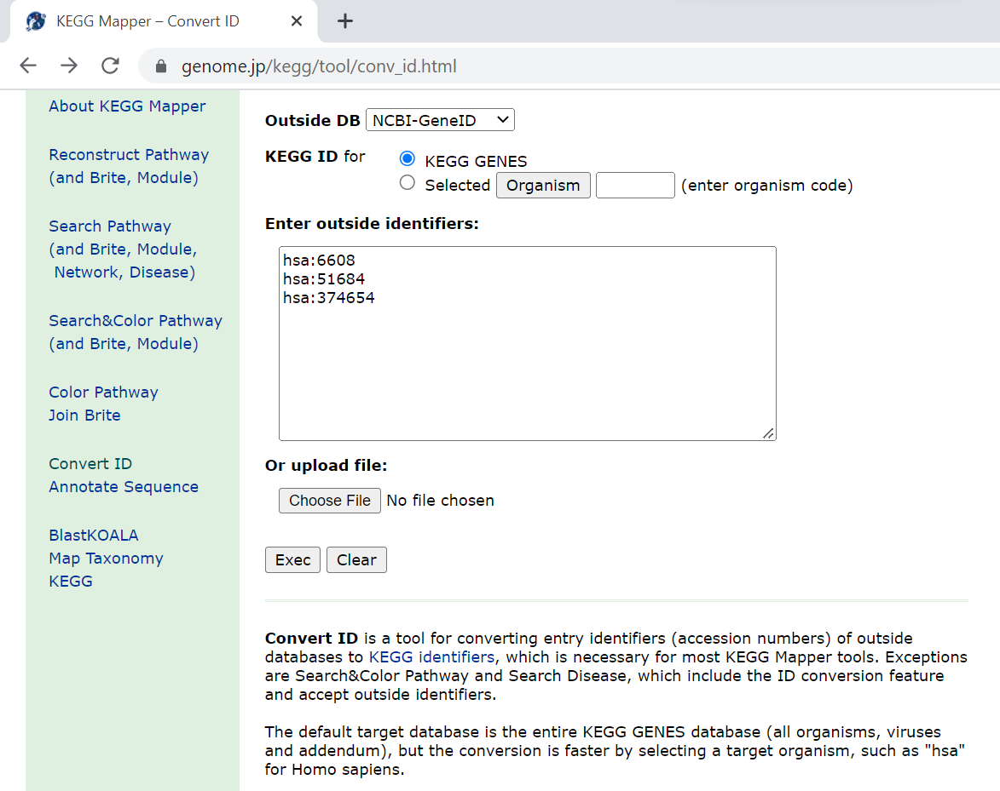 KEGG Mapper – Convert ID
genome.jp/kegg/tool/conv_id.html
About KEGG Mapper
Reconstruct Pathway
(and Brite, Module)
Search Pathway
(and Brite, Module,
Network, Disease)
Search&Color Pathway
(and Brite, Module)
Color Pathway
Join Brite
Convert ID
Annotate Sequence
BlastKOALA
Map Taxonomy
KEGG
Outside DB NCBI-GeneID
KEGG ID for KEGG GENES
Selected Organism (enter organism code)
Enter outside identifiers:
hsa:6608
hsa:51684
hsa:374654
Or upload file:
Choose File No file chosen
Exec Clear
Convert ID is a tool for converting entry identifiers (accession numbers) of outside
databases to KEGG identifiers, which is necessary for most KEGG Mapper tools. Exceptions
are Search&Color Pathway and Search Disease, which include the ID conversion feature
and accept outside identifiers.
The default target database is the entire KEGG GENES database (all organisms, viruses
and addendum), but the conversion is faster by selecting a target organism, such as "hsa"
for Homo sapiens.